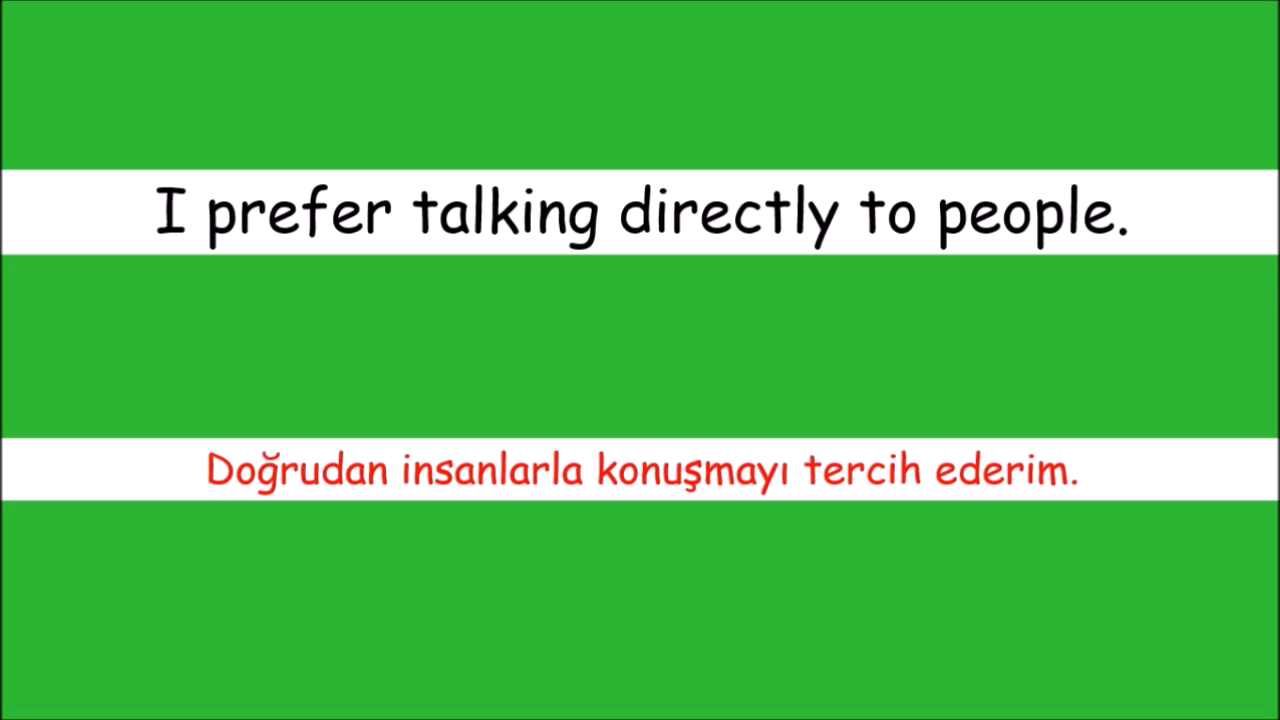 I prefer talking directly to people.
Doğrudan insanlarla konuşmayı tercih ederim.